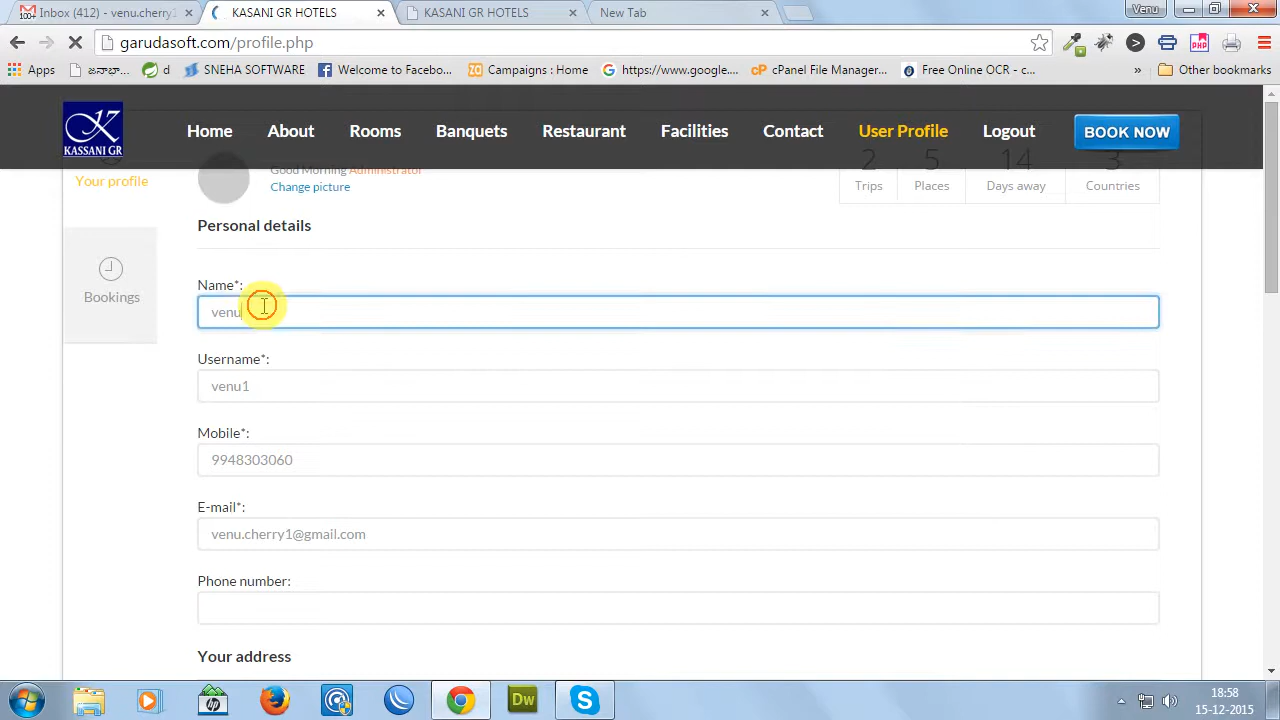 Inbox (412) - venu.cherry1
KASANI GR HOTELS
KASANI GR HOTELS
New Tab
Venu
garudasoft.com/profile.php
Apps
d
SNEHA SOFTWARE
Welcome to Facebo...
Campaigns : Home
https://www.google....
cPanel File Manager...
Free Online OCR - c...
»
Other bookmarks
K
KASSANI GR
Home
About
Rooms
Banquets
Restaurant
Facilities
Contact
User Profile
Logout
BOOK NOW
Your profile
Good Morning Administrator
Change picture
2
5
14
3
Trips
Places
Days away
Countries
Personal details
Bookings
Name*:
venu
Username*:
venu1
Mobile*:
9948303060
E-mail*:
venu.cherry1@gmail.com
Phone number:
Your address
Dw
18:58
15-12-2015